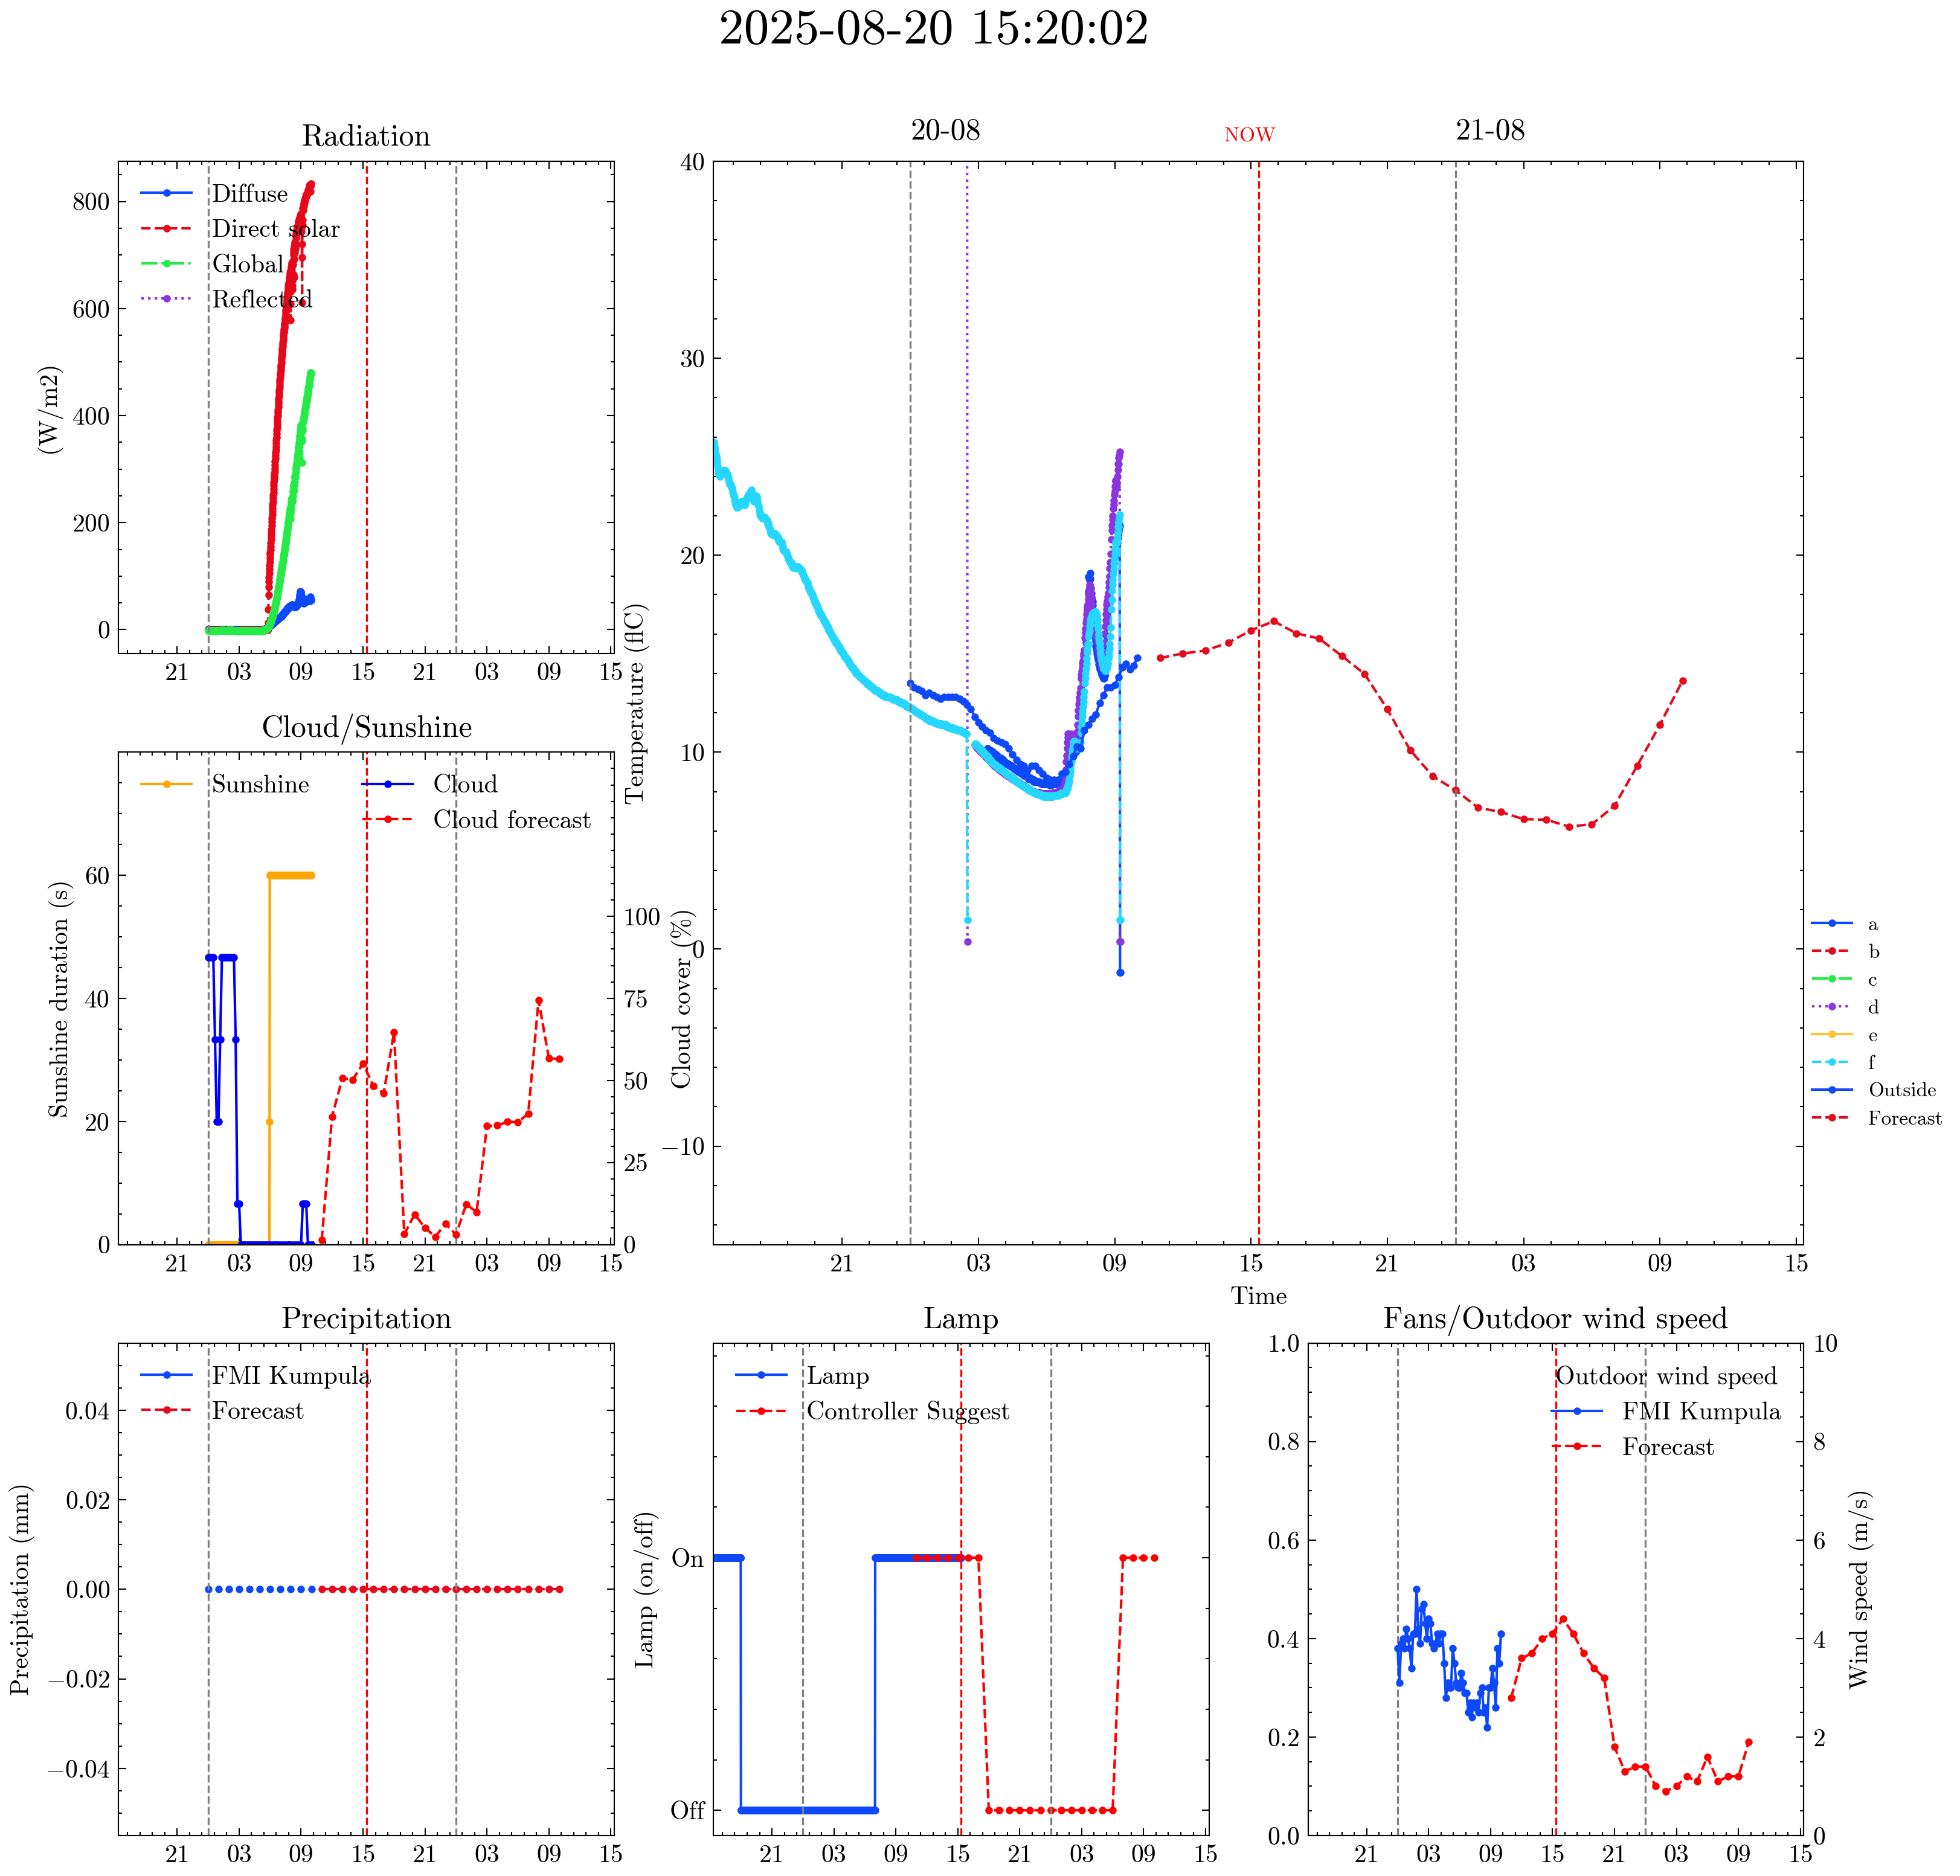 2025-08-20 15:20:02
Radiation
Diffuse
Direct solar
Global
Reflected
800
600
400
200
0
(W/m2)
21 03 09 15 21 03 09 15
20-08 NOW 21-08
40
30
20
10
0
−10
Temperature (flC)
21 03 09 15 21 03 09 15
Time
a
b
c
d
e
f
Outside
Forecast
Cloud/Sunshine
Sunshine
Cloud
Cloud forecast
60
40
20
0
Sunshine duration (s)
100
75
50
25
0
Cloud cover (%)
21 03 09 15 21 03 09 15
Precipitation
FMI Kumpula
Forecast
0.04
0.02
0.00
−0.02
−0.04
Precipitation (mm)
21 03 09 15 21 03 09 15
Lamp
Lamp
Controller Suggest
On
Off
Lamp (on/off)
21 03 09 15 21 03 09 15
Fans/Outdoor wind speed
Outdoor wind speed
FMI Kumpula
Forecast
1.0
0.8
0.6
0.4
0.2
0.0
10
8
6
4
2
0
Wind speed (m/s)
21 03 09 15 21 03 09 15